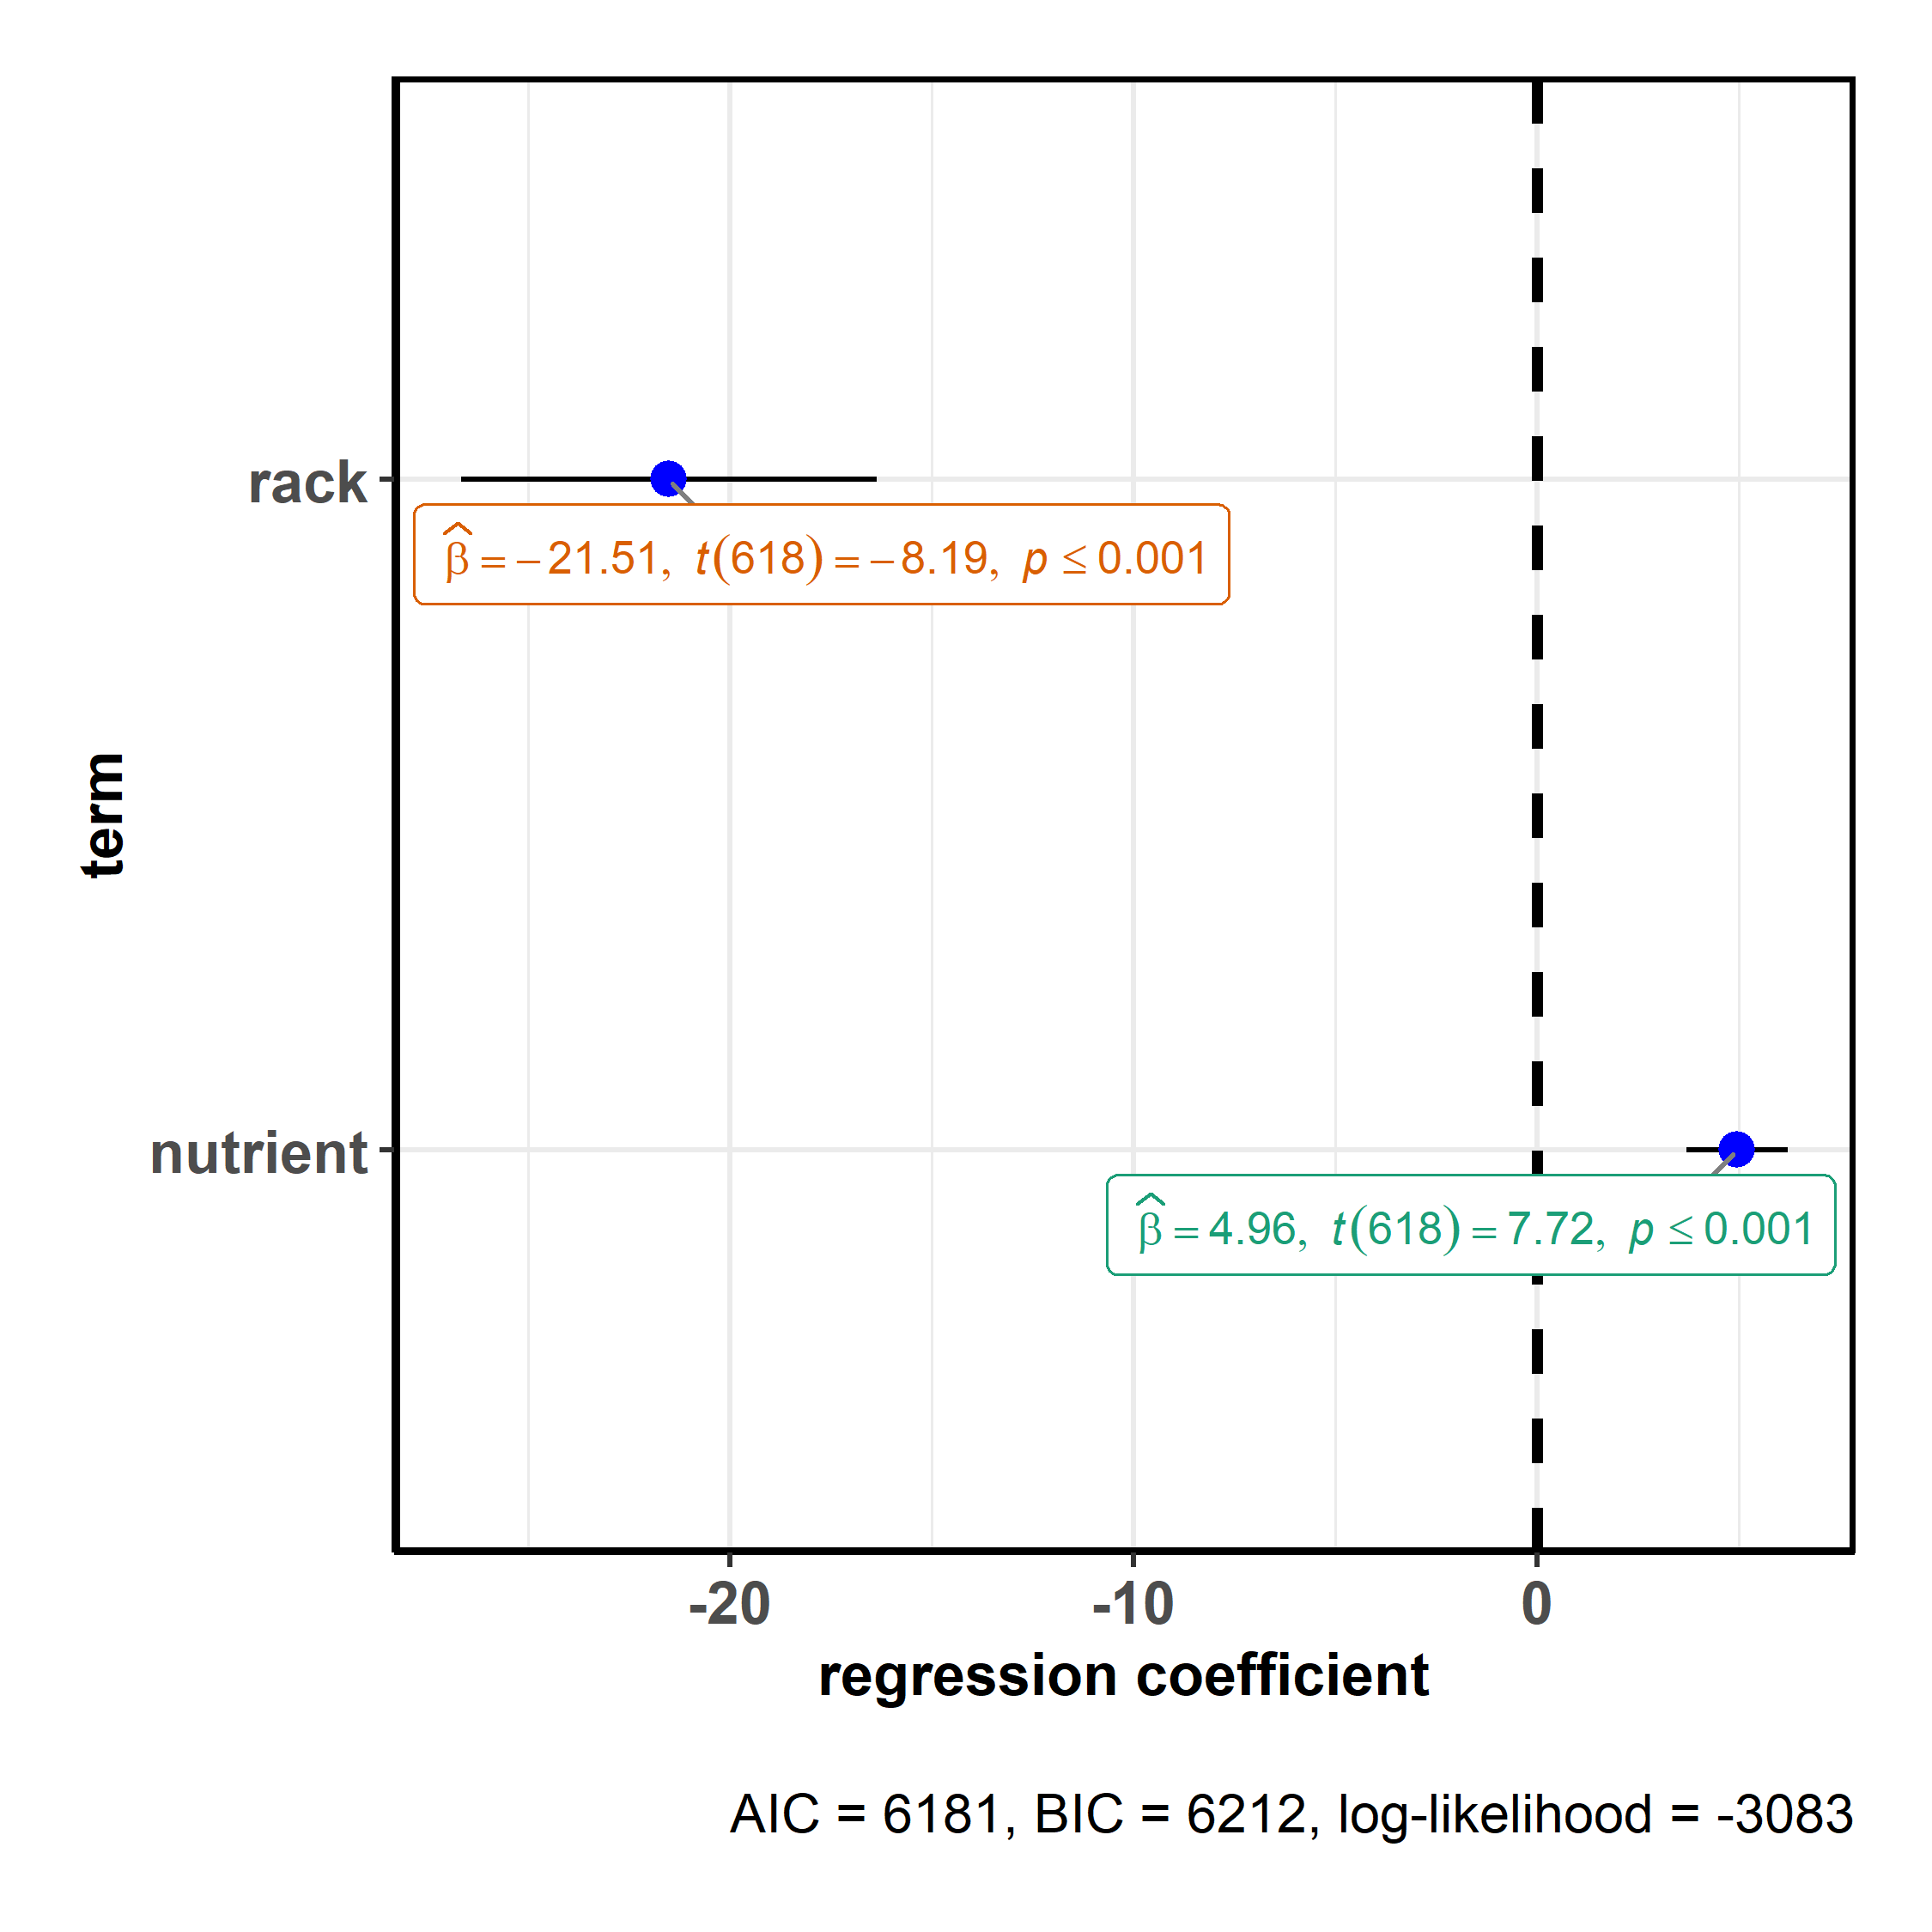 term
rack
β̂ = −21.51, t(618) = −8.19, p ≤ 0.001
nutrient
β̂ = 4.96, t(618) = 7.72, p ≤ 0.001
-20 -10 0
regression coefficient
AIC = 6181, BIC = 6212, log-likelihood = -3083